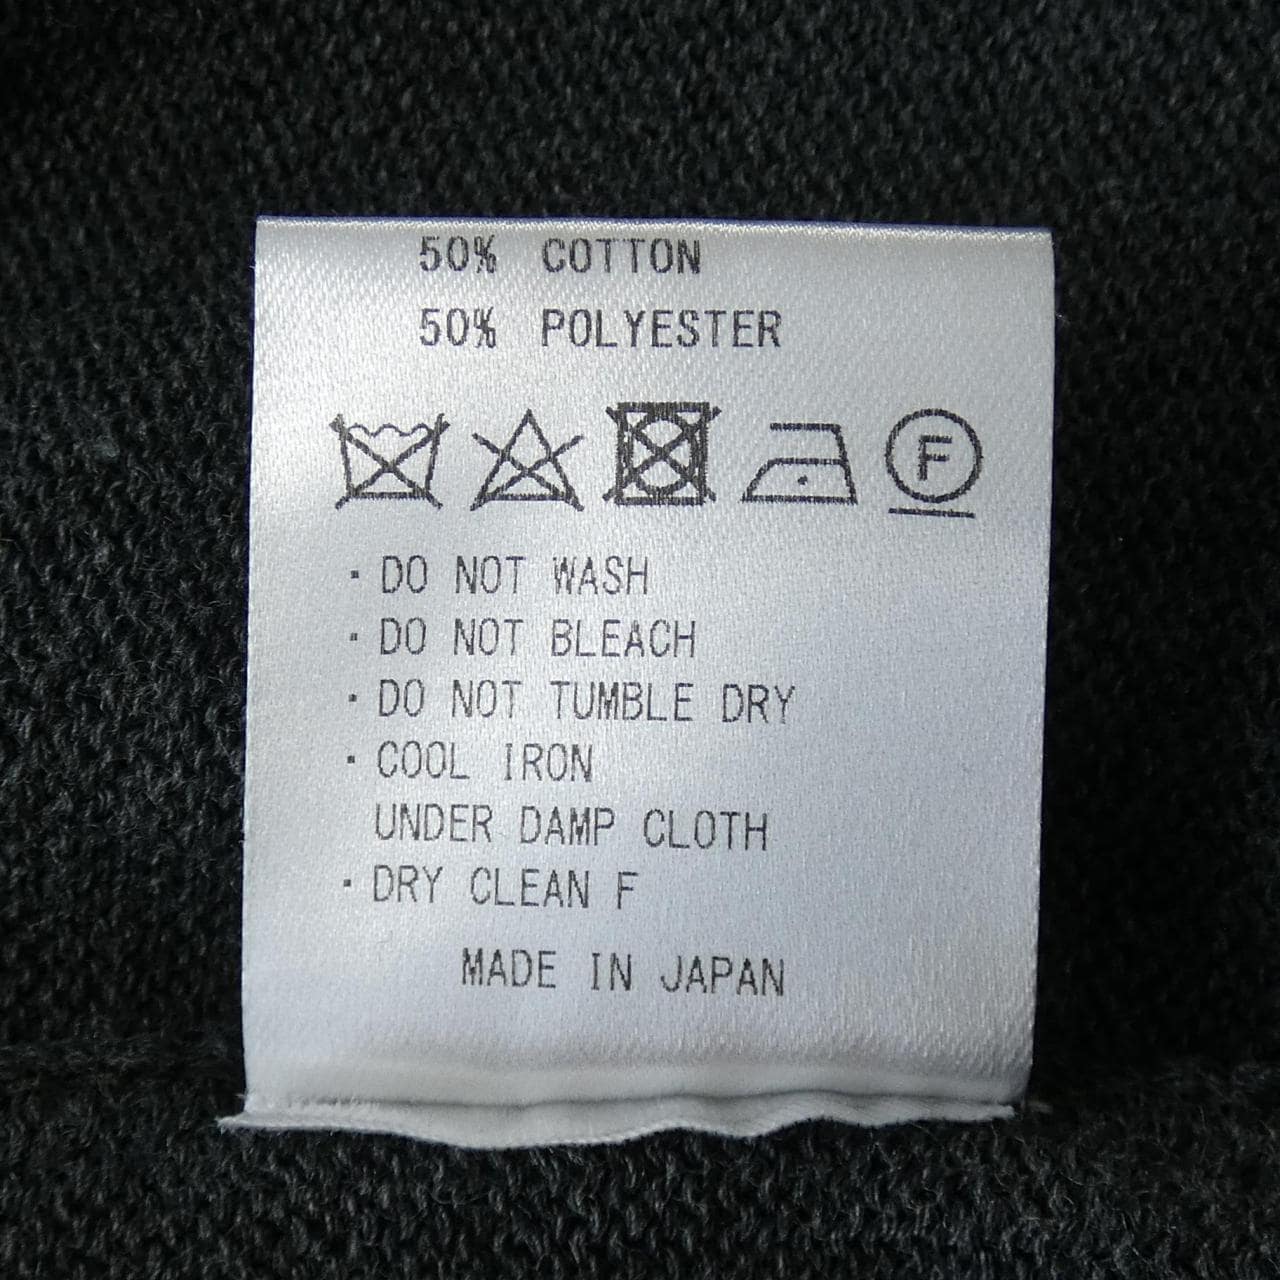 50% COTTON
50% POLYESTER
F
· DO NOT WASH
· DO NOT BLEACH
· DO NOT TUMBLE DRY
· COOL IRON
UNDER DAMP CLOTH
· DRY CLEAN F
MADE IN JAPAN